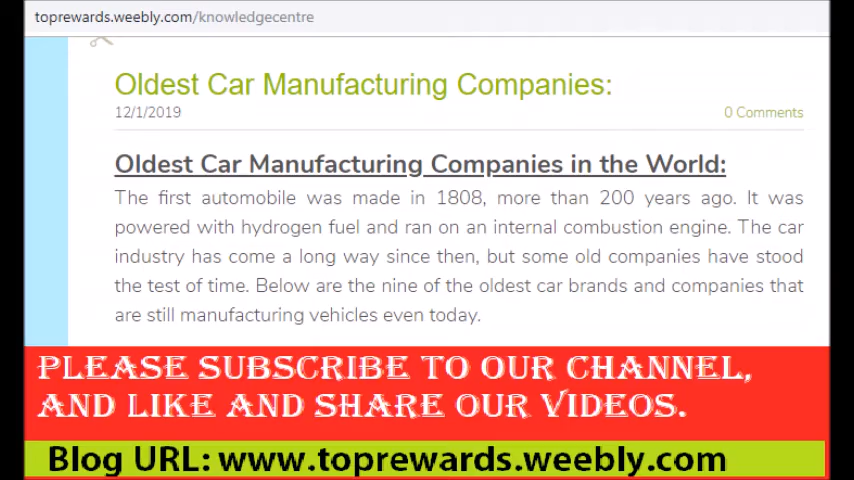 toprewards.weebly.com/knowledgecentre
Oldest Car Manufacturing Companies:
12/1/2019
0 Comments
Oldest Car Manufacturing Companies in the World:
The first automobile was made in 1808, more than 200 years ago. It was
powered with hydrogen fuel and ran on an internal combustion engine. The car
industry has come a long way since then, but some old companies have stood
the test of time. Below are the nine of the oldest car brands and companies that
are still manufacturing vehicles even today.
PLEASE SUBSCRIBE TO OUR CHANNEL,
AND LIKE AND SHARE OUR VIDEOS.
Blog URL: www.toprewards.weebly.com